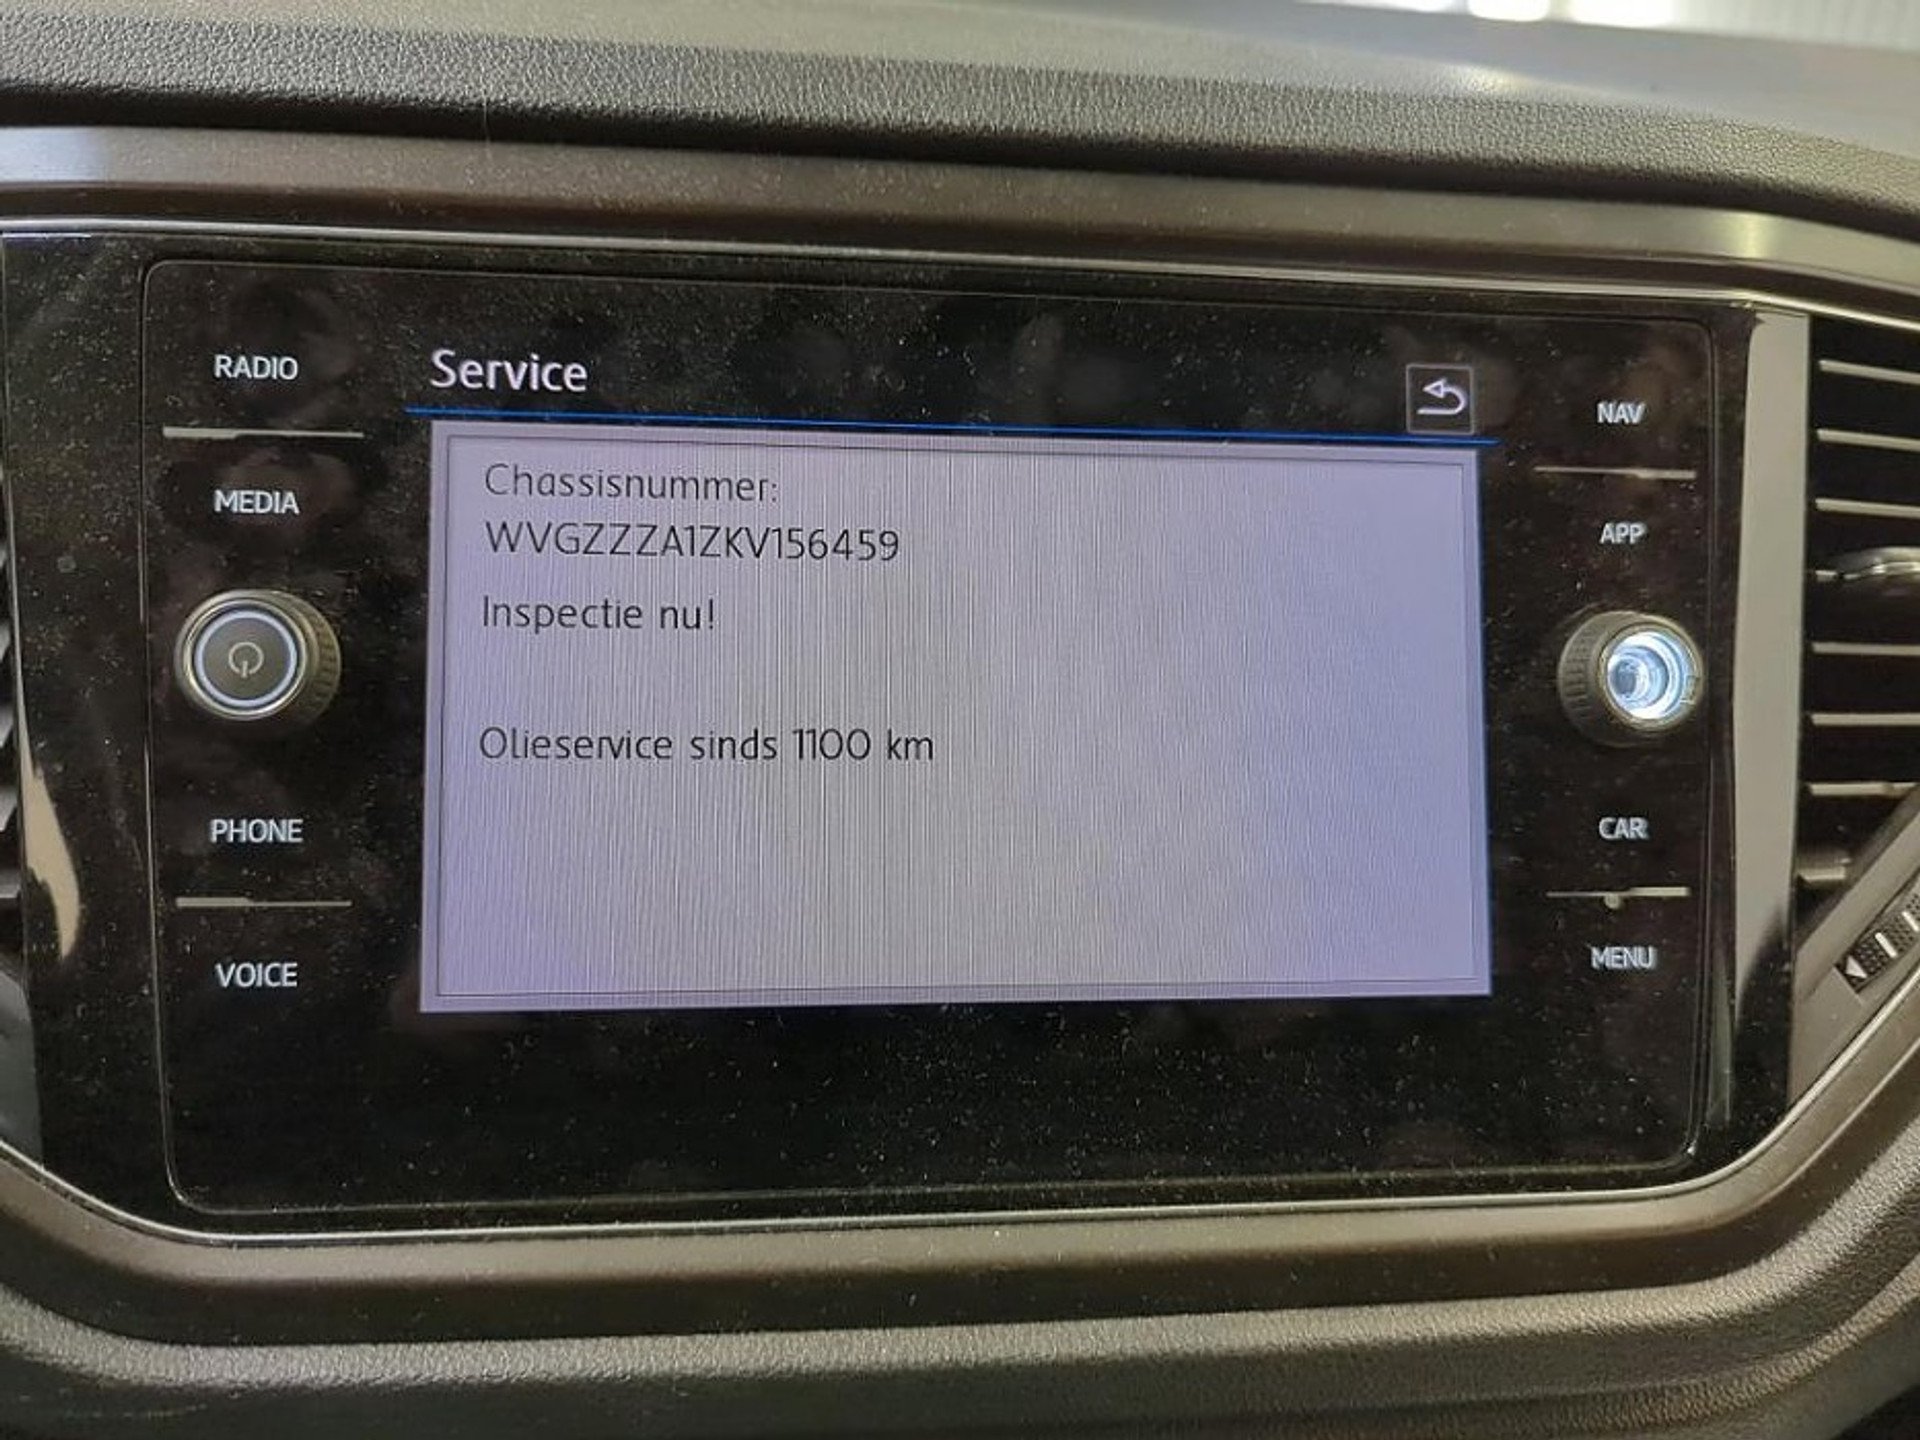 RADIO
MEDIA
PHONE
VOICE
Service
Chassisnummer:
WVGZZZA1ZKV156459
Inspectie nu!
Olieservice sinds 1100 km
NAV
APP
CAR
MENU